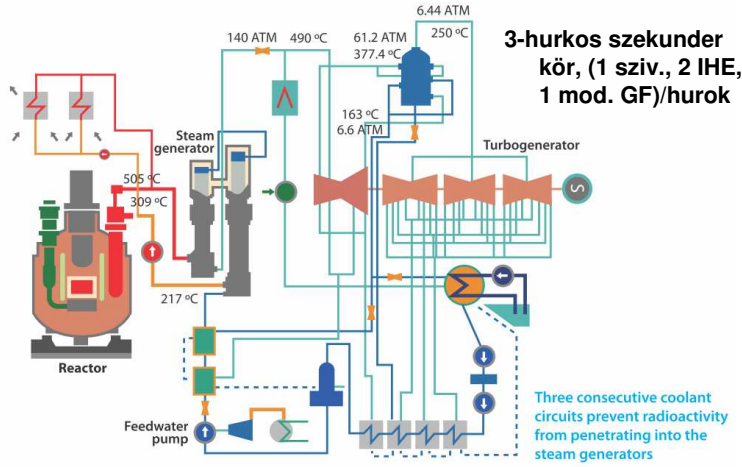 6.44 ATM
140 ATM
490 ºC
61.2 ATM
377.4 ºC
250 ºC
3-hurkos szekunder
kör, (1 sziv., 2 IHE,
1 mod. GF)/hurok
163 ºC
6.6 ATM
Steam
generator
Turbogenerator
505 ºC
309 ºC
217 ºC
Reactor
Feedwater
pump
Three consecutive coolant
circuits prevent radioactivity
from penetrating into the
steam generators